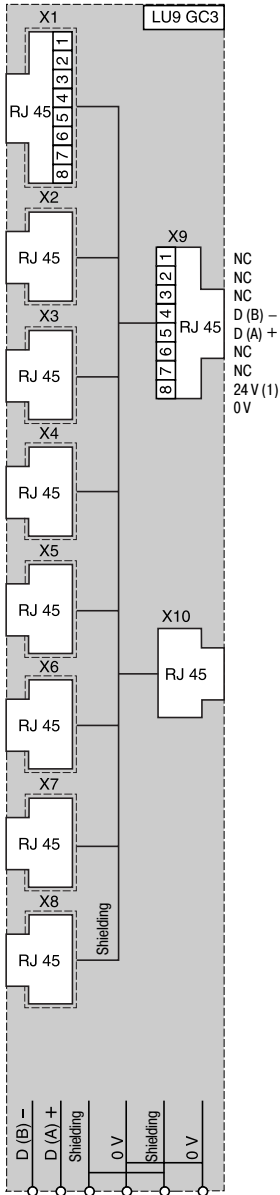 X1
LU9 GC3
RJ 45
1
2
3
4
5
6
7
8
X2
RJ 45
X9
1
2
3
4
5
6
7
8
RJ 45
NC
NC
NC
D (B) –
D (A) +
NC
NC
24 V (1)
0 V
X3
RJ 45
X4
RJ 45
X5
RJ 45
X10
RJ 45
X6
RJ 45
X7
RJ 45
X8
RJ 45
Shielding
D (B) –
D (A) +
Shielding
0 V
Shielding
0 V